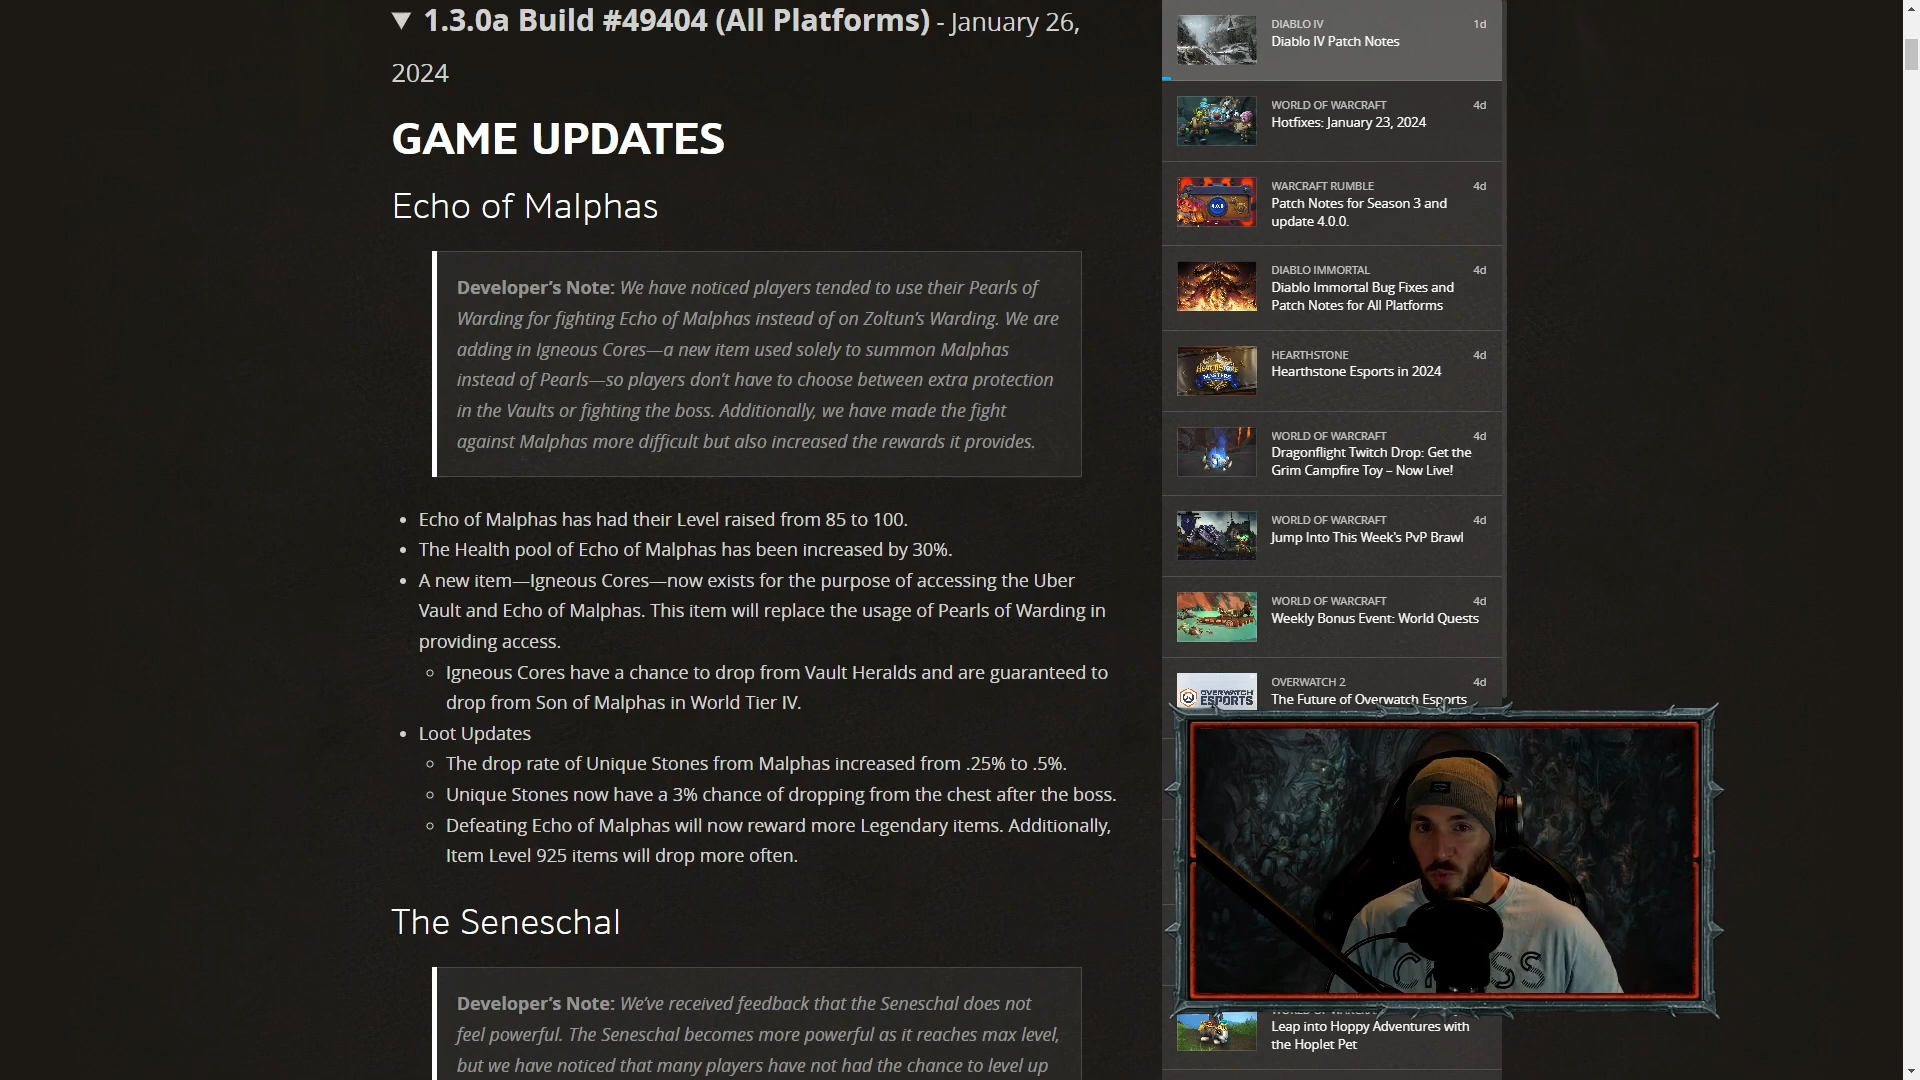 ▼ 1.3.0a Build #49404 (All Platforms) - January 26,
2024
GAME UPDATES
Echo of Malphas
Developer’s Note: We have noticed players tended to use their Pearls of
Warding for fighting Echo of Malphas instead of on Zoltun’s Warding. We are
adding in Igneous Cores—a new item used solely to summon Malphas
instead of Pearls—so players don’t have to choose between extra protection
in the Vaults or fighting the boss. Additionally, we have made the fight
against Malphas more difficult but also increased the rewards it provides.
• Echo of Malphas has had their Level raised from 85 to 100.
• The Health pool of Echo of Malphas has been increased by 30%.
• A new item—Igneous Cores—now exists for the purpose of accessing the Uber
Vault and Echo of Malphas. This item will replace the usage of Pearls of Warding in
providing access.
◦ Igneous Cores have a chance to drop from Vault Heralds and are guaranteed to
drop from Son of Malphas in World Tier IV.
• Loot Updates
◦ The drop rate of Unique Stones from Malphas increased from .25% to .5%.
◦ Unique Stones now have a 3% chance of dropping from the chest after the boss.
◦ Defeating Echo of Malphas will now reward more Legendary items. Additionally,
Item Level 925 items will drop more often.
The Seneschal
Developer’s Note: We’ve received feedback that the Seneschal does not
feel powerful. The Seneschal becomes more powerful as it reaches max level,
but we have noticed that many players have not had the chance to level up
DIABLO IV 1d
Diablo IV Patch Notes
WORLD OF WARCRAFT 4d
Hotfixes: January 23, 2024
WARCRAFT RUMBLE 4d
Patch Notes for Season 3 and
update 4.0.0.
4.0.0
DIABLO IMMORTAL 4d
Diablo Immortal Bug Fixes and
Patch Notes for All Platforms
HEARTHSTONE 4d
Hearthstone Esports in 2024
HEARTHSTONE
MASTERS
WORLD OF WARCRAFT 4d
Dragonflight Twitch Drop: Get the
Grim Campfire Toy – Now Live!
WORLD OF WARCRAFT 4d
Jump Into This Week's PvP Brawl
WORLD OF WARCRAFT 4d
Weekly Bonus Event: World Quests
OVERWATCH 2 4d
The Future of Overwatch Esports
OVERWATCH
ESPORTS
WORLD OF WARCRAFT
Leap into Hoppy Adventures with
the Hoplet Pet